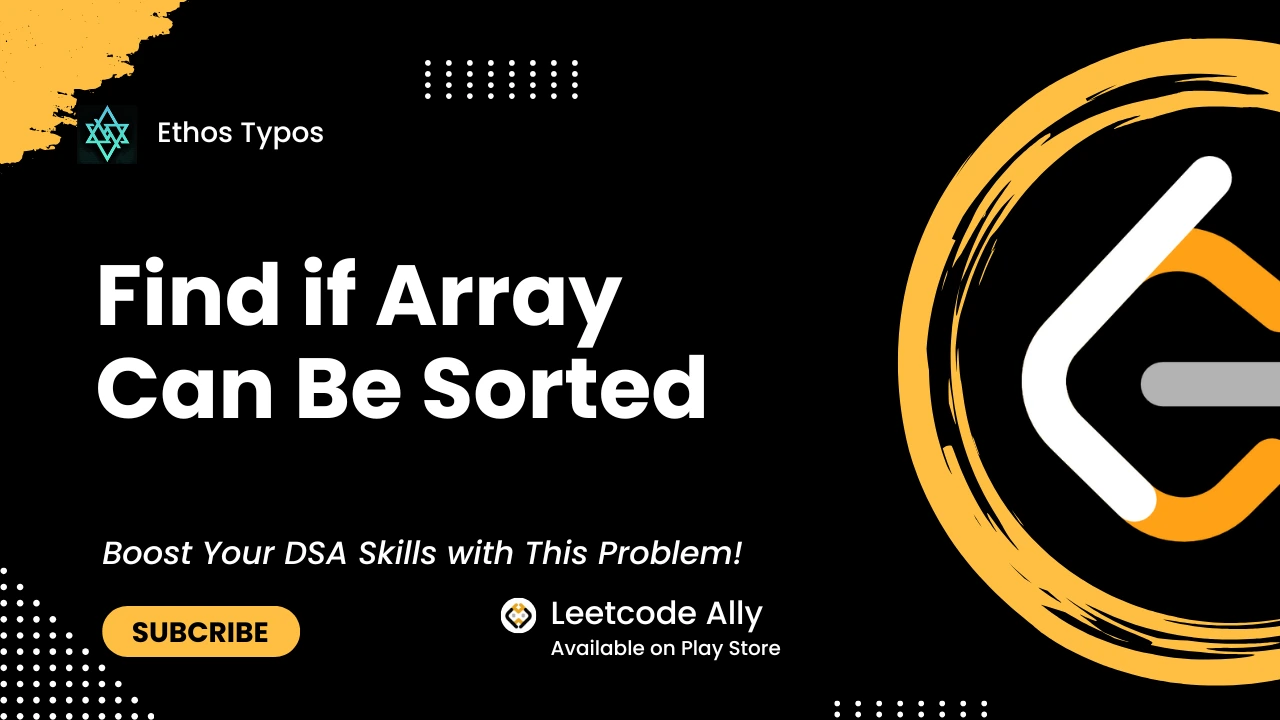 Ethos Typos
Find if Array
Can Be Sorted
Boost Your DSA Skills with This Problem!
SUBCRIBE
Leetcode Ally
Available on Play Store